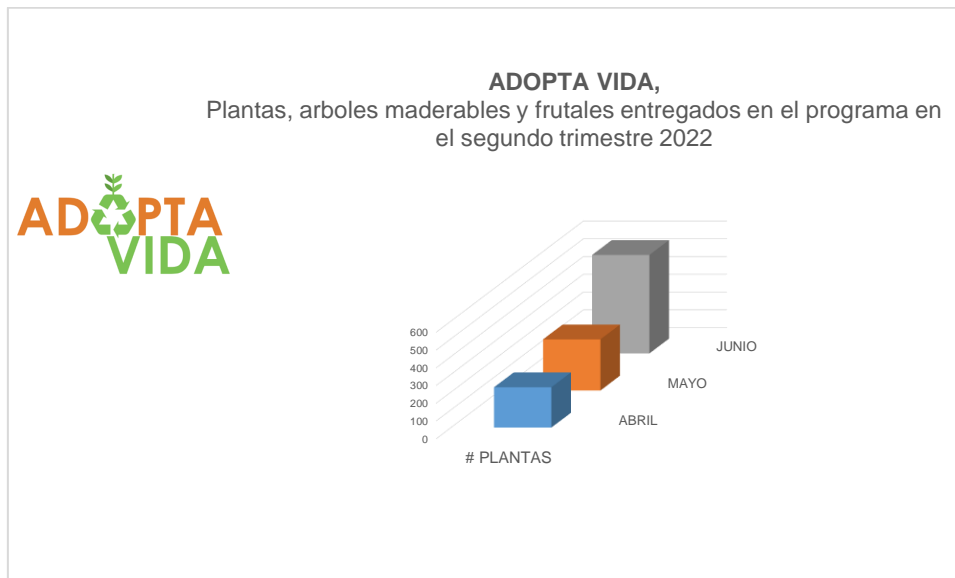 ADOPTA VIDA,
Plantas, arboles maderables y frutales entregados en el programa en
el segundo trimestre 2022
ADOPTA
VIDA
600
500
400
300
200
100
0
JUNIO
MAYO
ABRIL
# PLANTAS